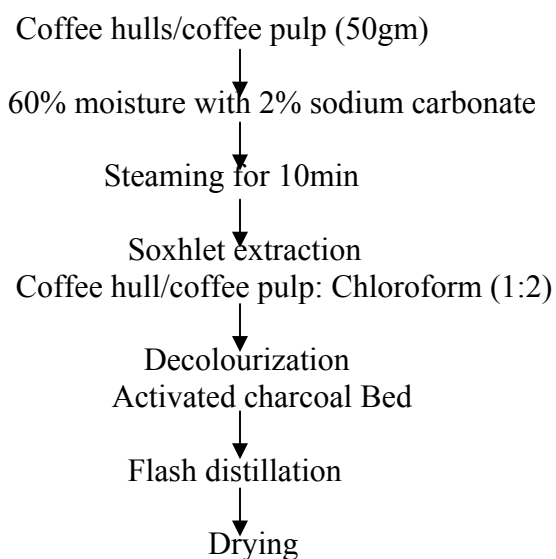 Coffee hulls/coffee pulp (50gm)
60% moisture with 2% sodium carbonate
Steaming for 10min
Soxhlet extraction
Coffee hull/coffee pulp: Chloroform (1:2)
Decolourization
Activated charcoal Bed
Flash distillation
Drying